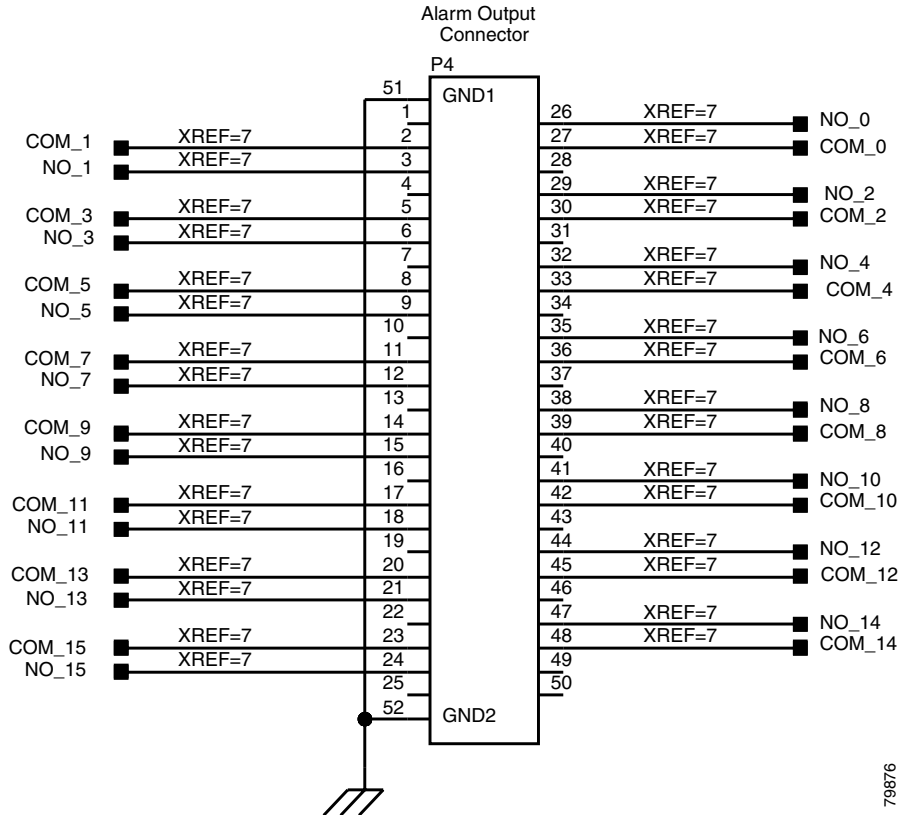 Alarm Output
Connector
P4
51 GND1
1 26 XREF=7 NO_0
COM_1 XREF=7 2 27 XREF=7 COM_0
NO_1 XREF=7 3 28
4 29 XREF=7 NO_2
COM_3 XREF=7 5 30 XREF=7 COM_2
NO_3 XREF=7 6 31
7 32 XREF=7 NO_4
COM_5 XREF=7 8 33 XREF=7 COM_4
NO_5 XREF=7 9 34
10 35 XREF=7 NO_6
COM_7 XREF=7 11 36 XREF=7 COM_6
NO_7 XREF=7 12 37
13 38 XREF=7 NO_8
COM_9 XREF=7 14 39 XREF=7 COM_8
NO_9 XREF=7 15 40
16 41 XREF=7 NO_10
COM_11 XREF=7 17 42 XREF=7 COM_10
NO_11 XREF=7 18 43
19 44 XREF=7 NO_12
COM_13 XREF=7 20 45 XREF=7 COM_12
NO_13 XREF=7 21 46
22 47 XREF=7 NO_14
COM_15 XREF=7 23 48 XREF=7 COM_14
NO_15 XREF=7 24 49
25 50
52 GND2
79876